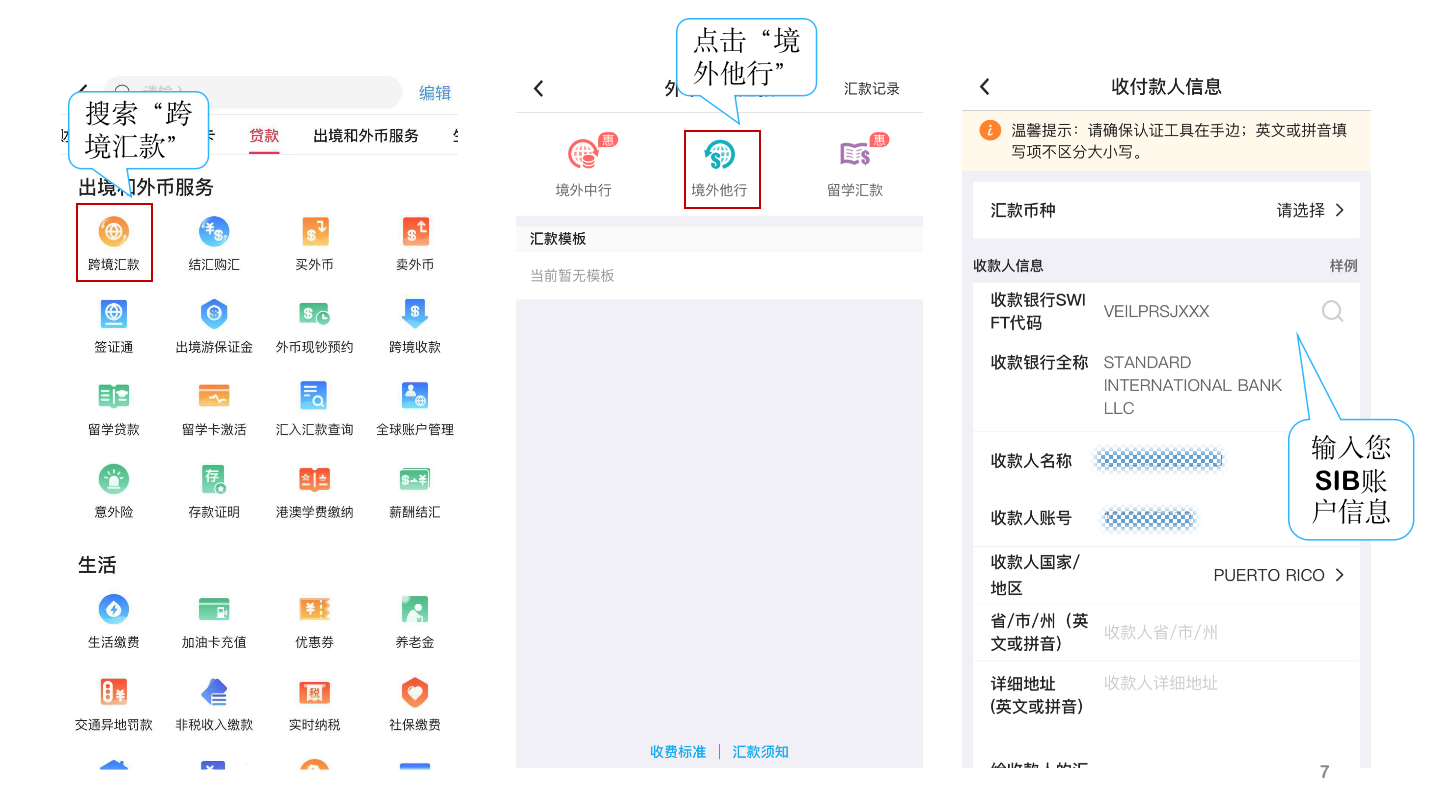 搜索“跨
境汇款”
编辑
贷款
出境和外币服务
出境和外币服务
跨境汇款
结汇购汇
买外币
卖外币
签证通
出境游保证金
外币现钞预约
跨境收款
留学贷款
留学卡激活
汇入汇款查询
全球账户管理
意外险
存款证明
港澳学费缴纳
薪酬结汇
生活
生活缴费
加油卡充值
优惠券
养老金
交通异地罚款
非税收入缴款
实时纳税
社保缴费
点击“境
外他行”
汇款记录
惠
惠
境外中行
境外他行
留学汇款
汇款模板
当前暂无模板
收费标准
汇款须知
收付款人信息
温馨提示：请确保认证工具在手边；英文或拼音填
写项不区分大小写。
汇款币种
请选择
收款人信息
样例
收款银行SWI
FT代码
VEILPRSJXXX
收款银行全称
STANDARD
INTERNATIONAL BANK
LLC
输入您
SIB账
户信息
收款人名称
收款人账号
收款人国家/
地区
PUERTO RICO
省/市/州（英
文或拼音）
收款人省/市/州
详细地址
(英文或拼音)
收款人详细地址
7